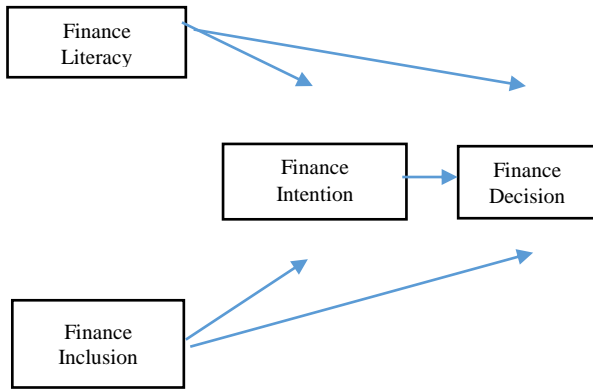 Finance
Literacy
Finance
Intention
Finance
Decision
Finance
Inclusion